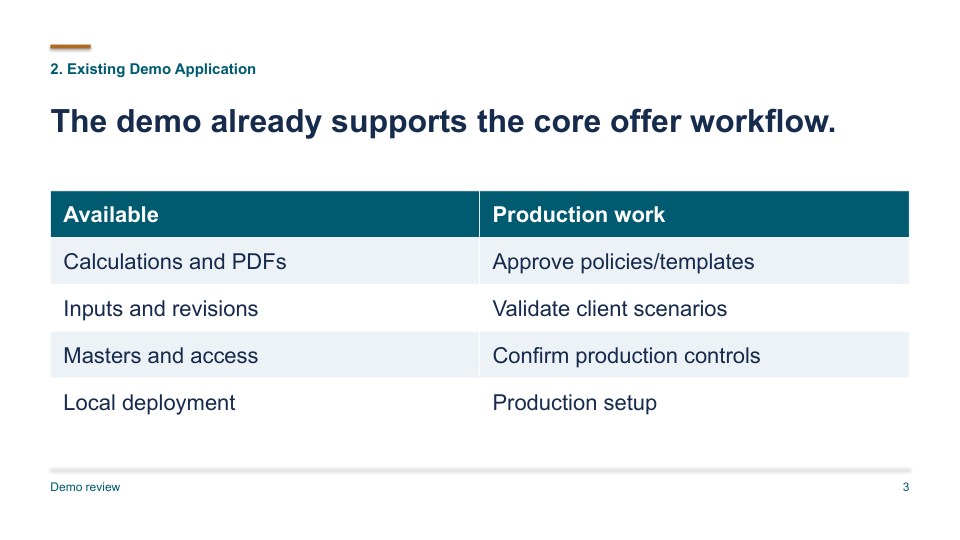 2. Existing Demo Application
The demo already supports the core offer workflow.
Available Production work
Calculations and PDFs Approve policies/templates
Inputs and revisions Validate client scenarios
Masters and access Confirm production controls
Local deployment Production setup
Demo review 3